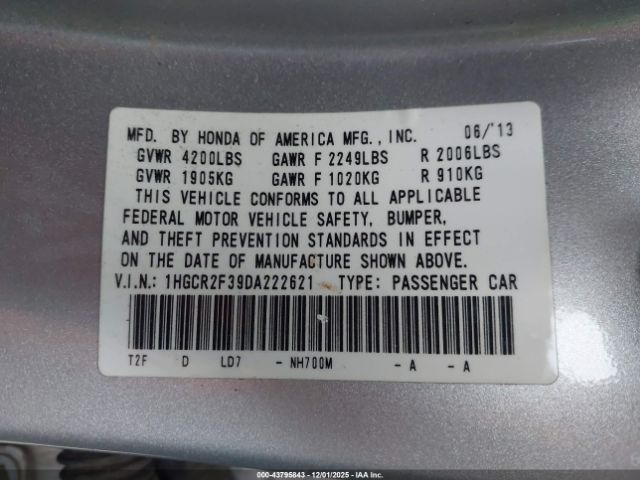 MFD. BY HONDA OF AMERICA MFG., INC. 06/'13
GVWR 4200LBS GAWR F 2249LBS R 2006LBS
GVWR 1905KG GAWR F 1020KG R 910KG
THIS VEHICLE CONFORMS TO ALL APPLICABLE
FEDERAL MOTOR VEHICLE SAFETY, BUMPER,
AND THEFT PREVENTION STANDARDS IN EFFECT
ON THE DATE OF MANUFACTURE SHOWN ABOVE.
V.I.N.: 1HGCR2F39DA222621 TYPE: PASSENGER CAR
T2F D LD7 - NH700M - A - A
©2000-43795843 / 12/01/2025 / IAA Inc.